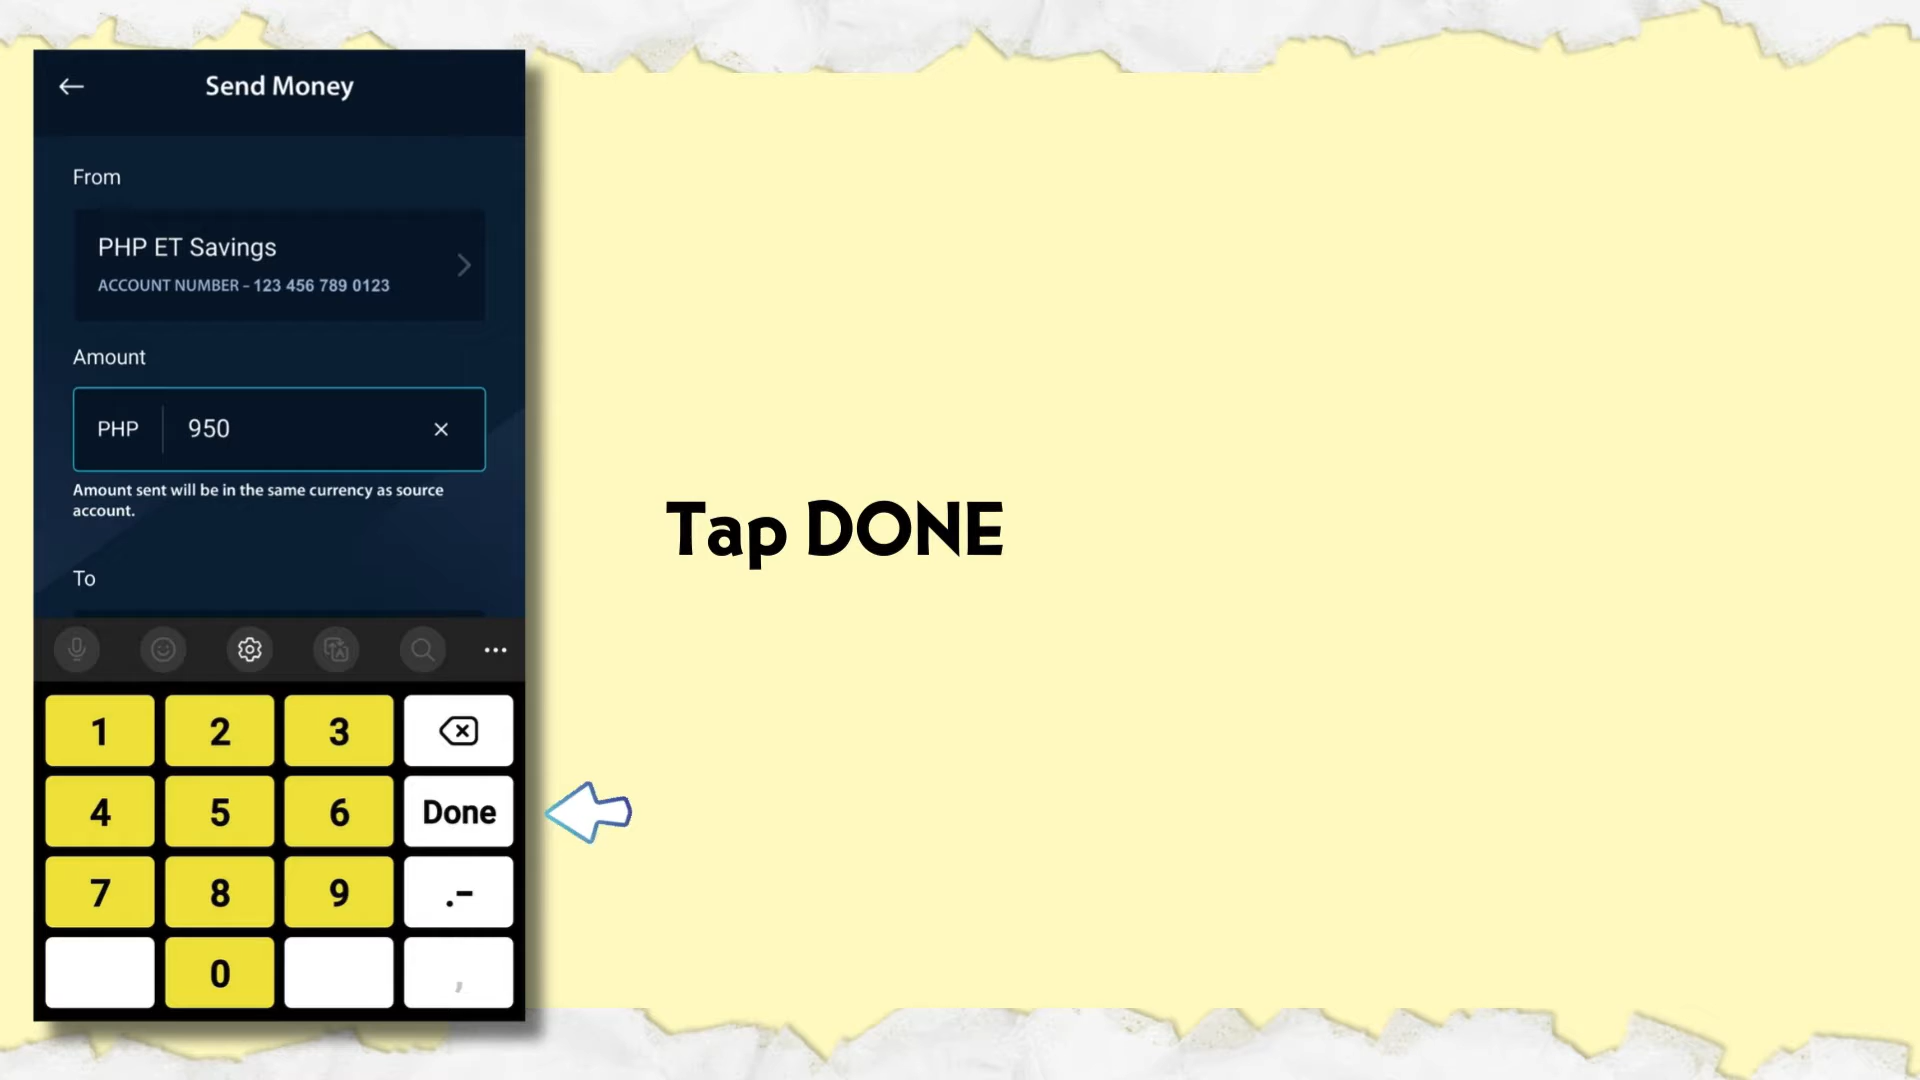 Send Money
From
PHP ET Savings
ACCOUNT NUMBER – 123 456 789 0123
Amount
PHP 950
Amount sent will be in the same currency as source
account.
To
1 2 3
4 5 6 Done
7 8 9 .-
0 ,
Tap DONE